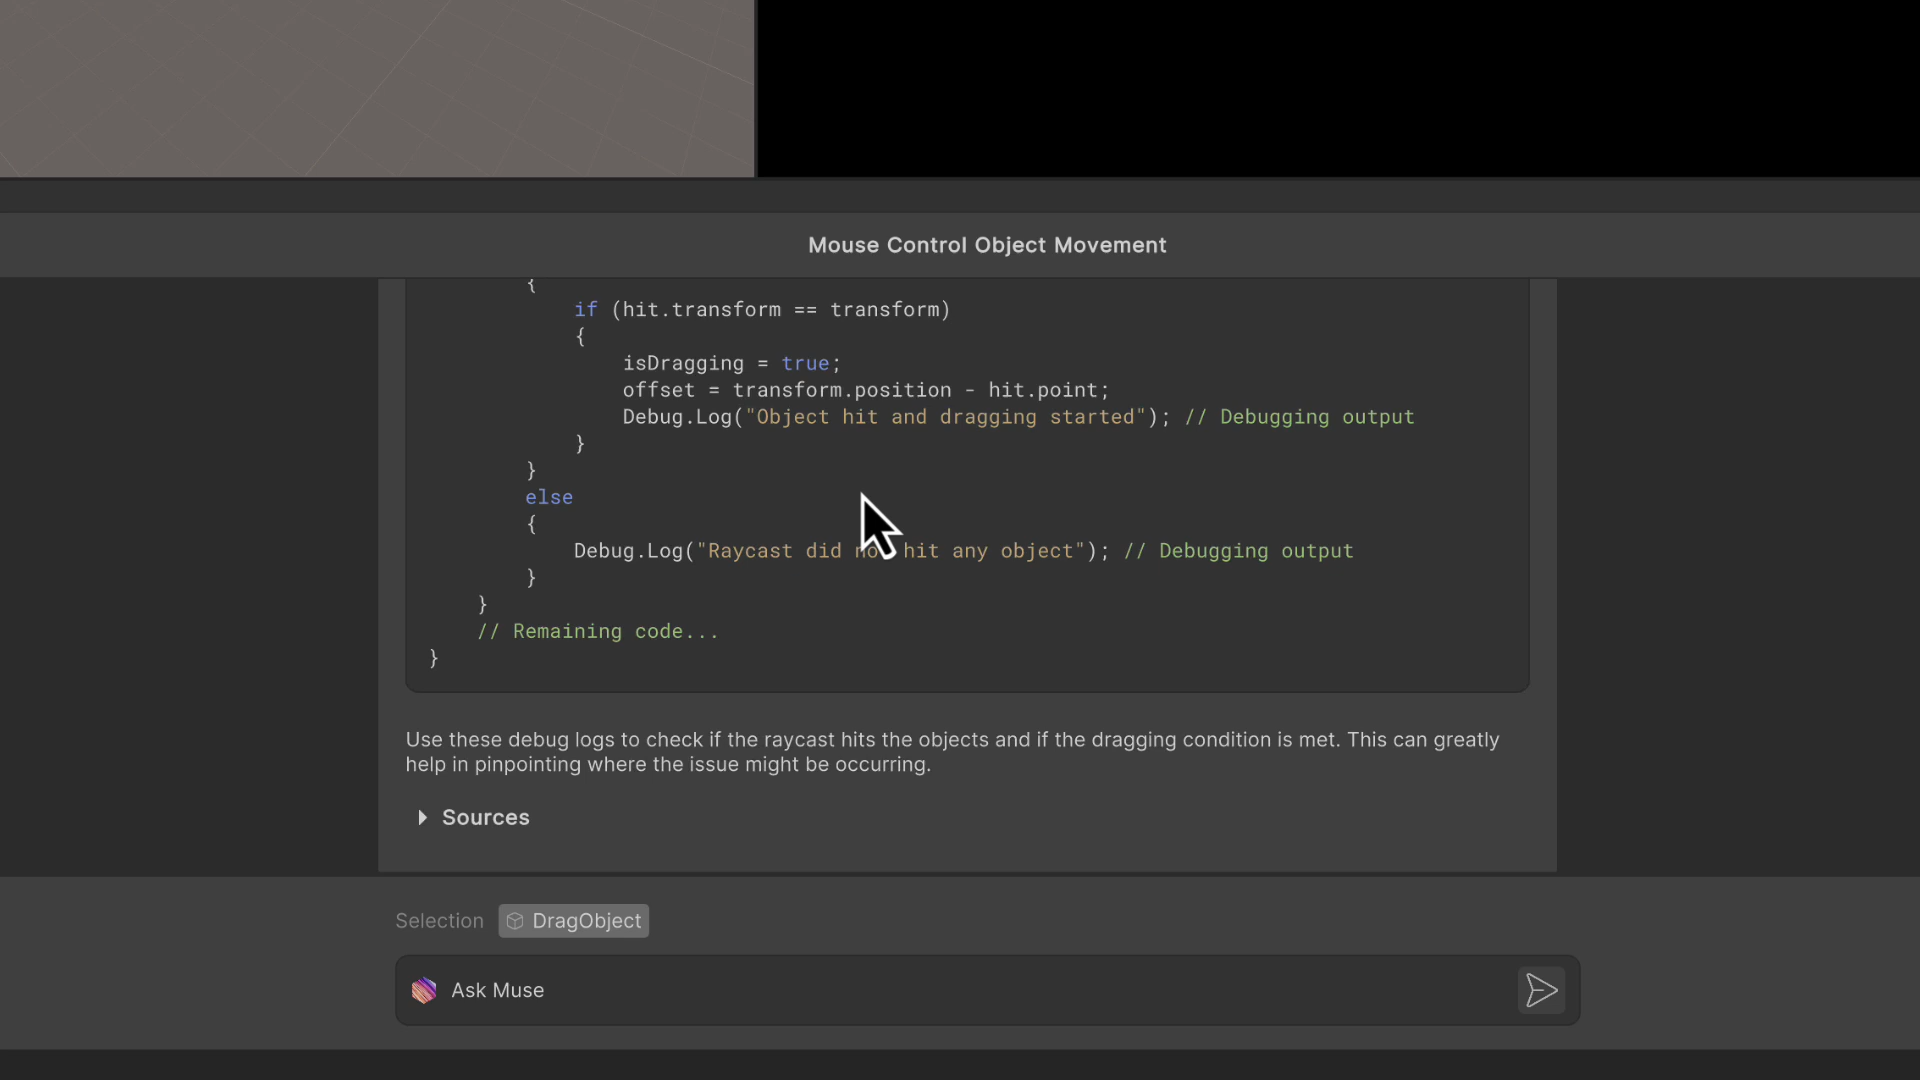 Mouse Control Object Movement
{
if (hit.transform == transform)
{
isDragging = true;
offset = transform.position - hit.point;
Debug.Log("Object hit and dragging started"); // Debugging output
}
}
else
{
Debug.Log("Raycast did not hit any object"); // Debugging output
}
}
// Remaining code...
}
Use these debug logs to check if the raycast hits the objects and if the dragging condition is met. This can greatly
help in pinpointing where the issue might be occurring.
Sources
Selection DragObject
Ask Muse